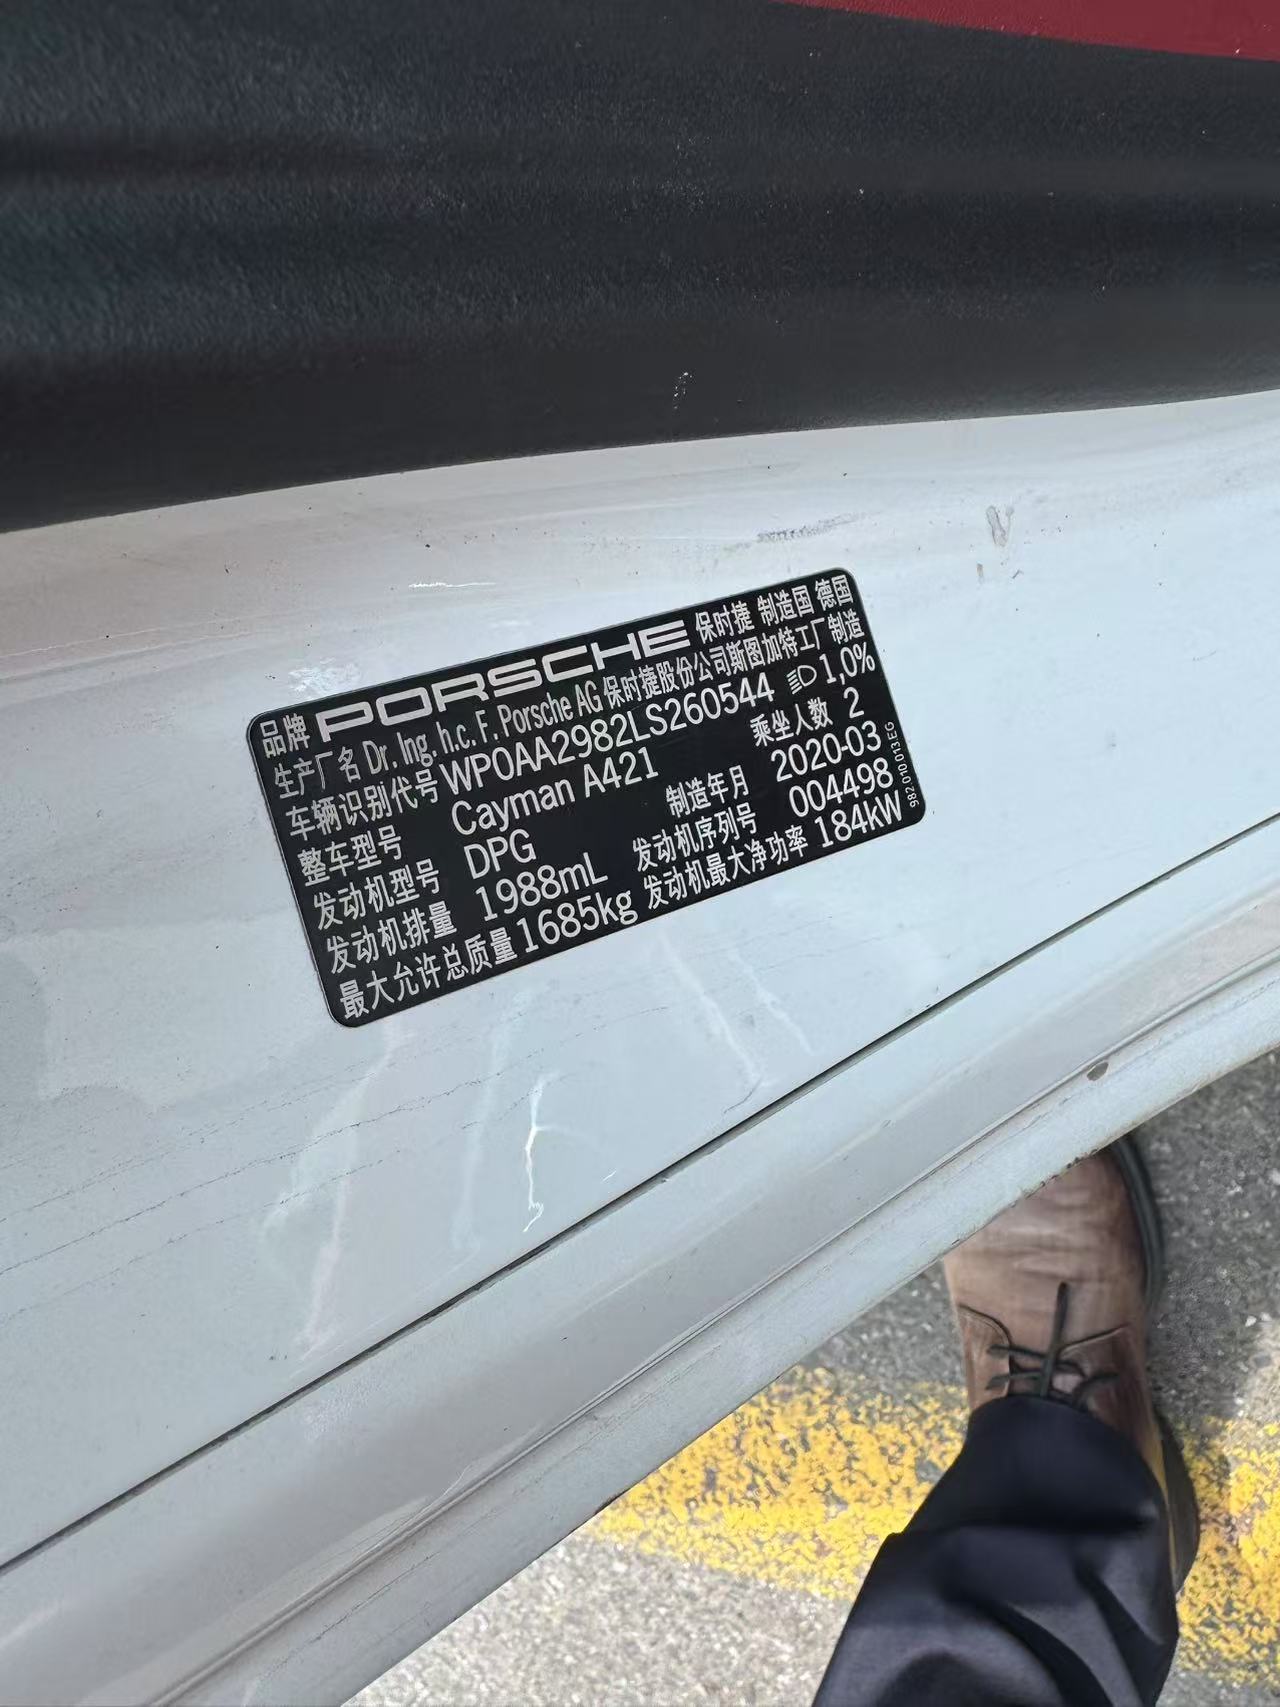 品牌 PORSCHE 保时捷 制造国 德国
生产厂名 Dr. Ing. h.c. F. Porsche AG 保时捷股份公司斯图加特工厂制造
车辆识别代号 WP0AA2982LS260544 1,0%
整车型号 Cayman A421 乘坐人数 2
发动机型号 DPG 制造年月 2020-03
发动机排量 1988mL 发动机序列号 004498
最大允许总质量 1685kg 发动机最大净功率 184kW
982 010 013 EG